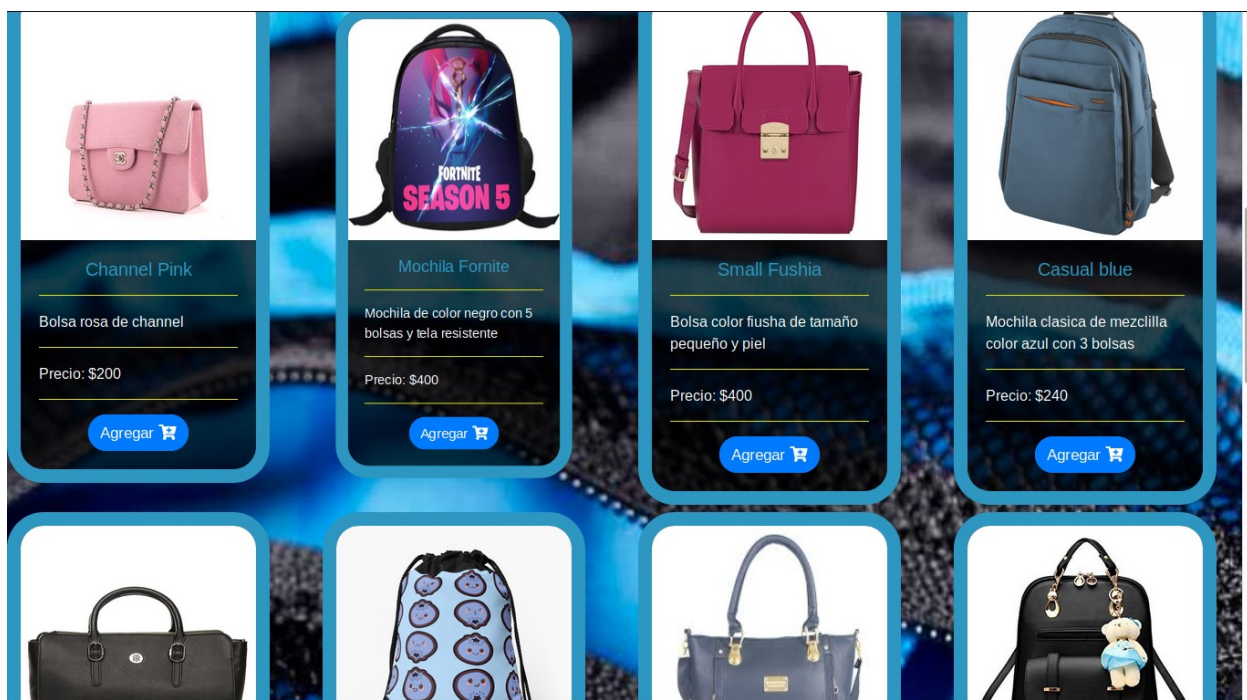 FORTNITE
SEASON 5
Channel Pink
Bolsa rosa de channel
Precio: $200
Agregar
Mochila Fornite
Mochila de color negro con 5
bolsas y tela resistente
Precio: $400
Agregar
Small Fushia
Bolsa color fiusha de tamaño
pequeño y piel
Precio: $400
Agregar
Casual blue
Mochila clasica de mezclilla
color azul con 3 bolsas
Precio: $240
Agregar